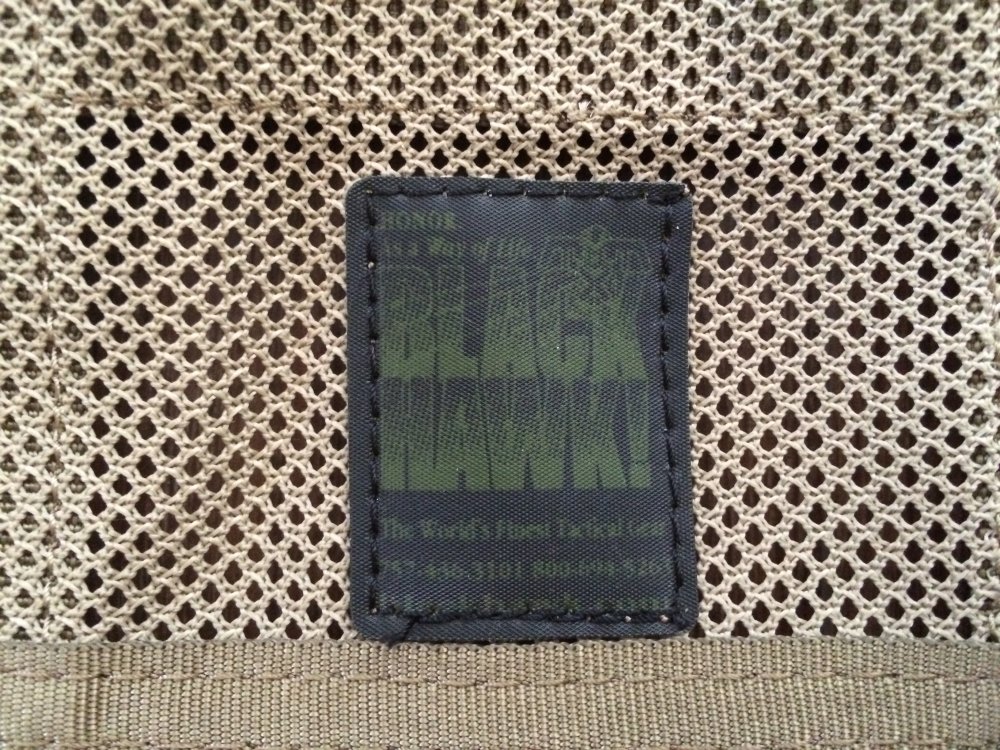 HONOR
is a Way of life
BLACK
HAWK!
The World's Finest Tactical Gear